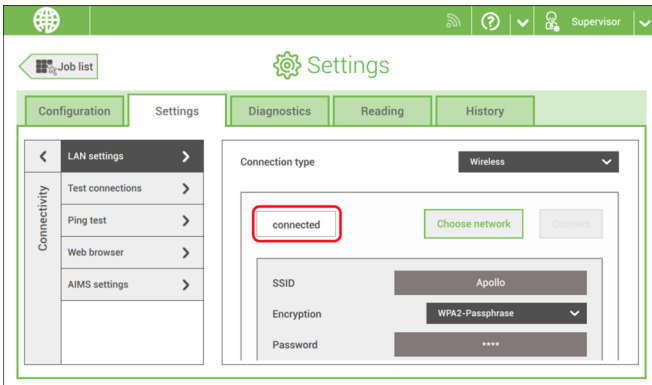 Supervisor
Job list
Settings
Configuration
Settings
Diagnostics
Reading
History
Connectivity
LAN settings
Test connections
Ping test
Web browser
AIMS settings
Connection type
Wireless
connected
Choose network
Connect
SSID
Apollo
Encryption
WPA2-Passphrase
Password
****